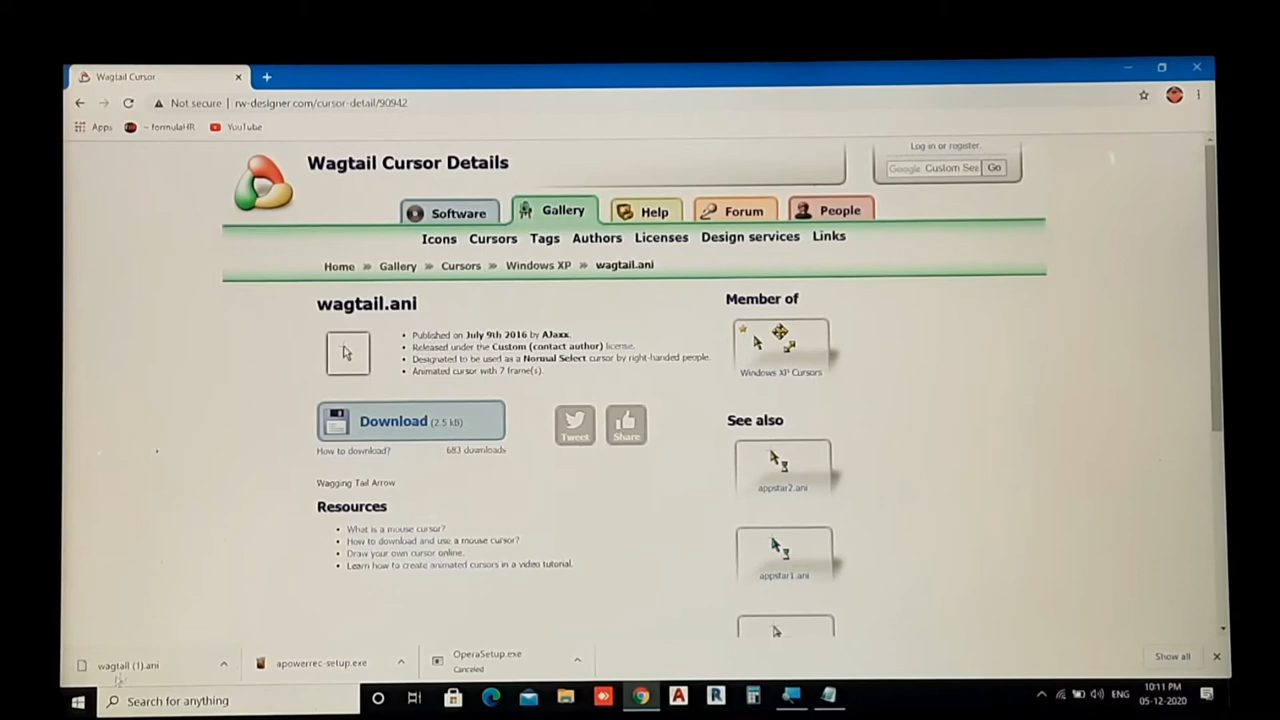 Wagtail Cursor
Not secure | rw-designer.com/cursor-detail/90942
Apps ~ formulaHR YouTube
Log in or register.
Wagtail Cursor Details
Google Custom Sea Go
Software Gallery Help Forum People
Icons Cursors Tags Authors Licenses Design services Links
Home » Gallery » Cursors » Windows XP » wagtail.ani
wagtail.ani
Published on July 9th 2016 by AJaxx.
Released under the Custom (contact author) license.
Designated to be used as a Normal Select cursor by right-handed people.
Animated cursor with 7 frame(s).
Download (2.5 kB)
How to download? 683 downloads
Tweet Share
Wagging Tail Arrow
Resources
What is a mouse cursor?
How to download and use a mouse cursor?
Draw your own cursor online.
Learn how to create animated cursors in a video tutorial.
Member of
Windows XP Cursors
See also
appstar2.ani
appstar1.ani
wagtail (1).ani
apowerrec-setup.exe
OperaSetup.exe
Canceled
Show all
Search for anything
A R
ENG
10:11 PM
05-12-2020